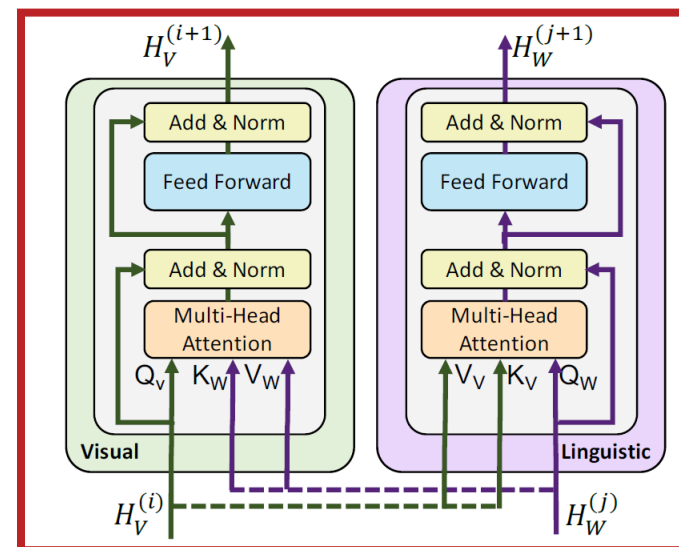 H_V^{(i+1)} H_W^{(j+1)}
Add & Norm
Feed Forward
Add & Norm
Multi-Head
Attention
Q_v K_W V_W
Visual
H_V^{(i)}
Add & Norm
Feed Forward
Add & Norm
Multi-Head
Attention
V_V K_V Q_W
Linguistic
H_W^{(j)}